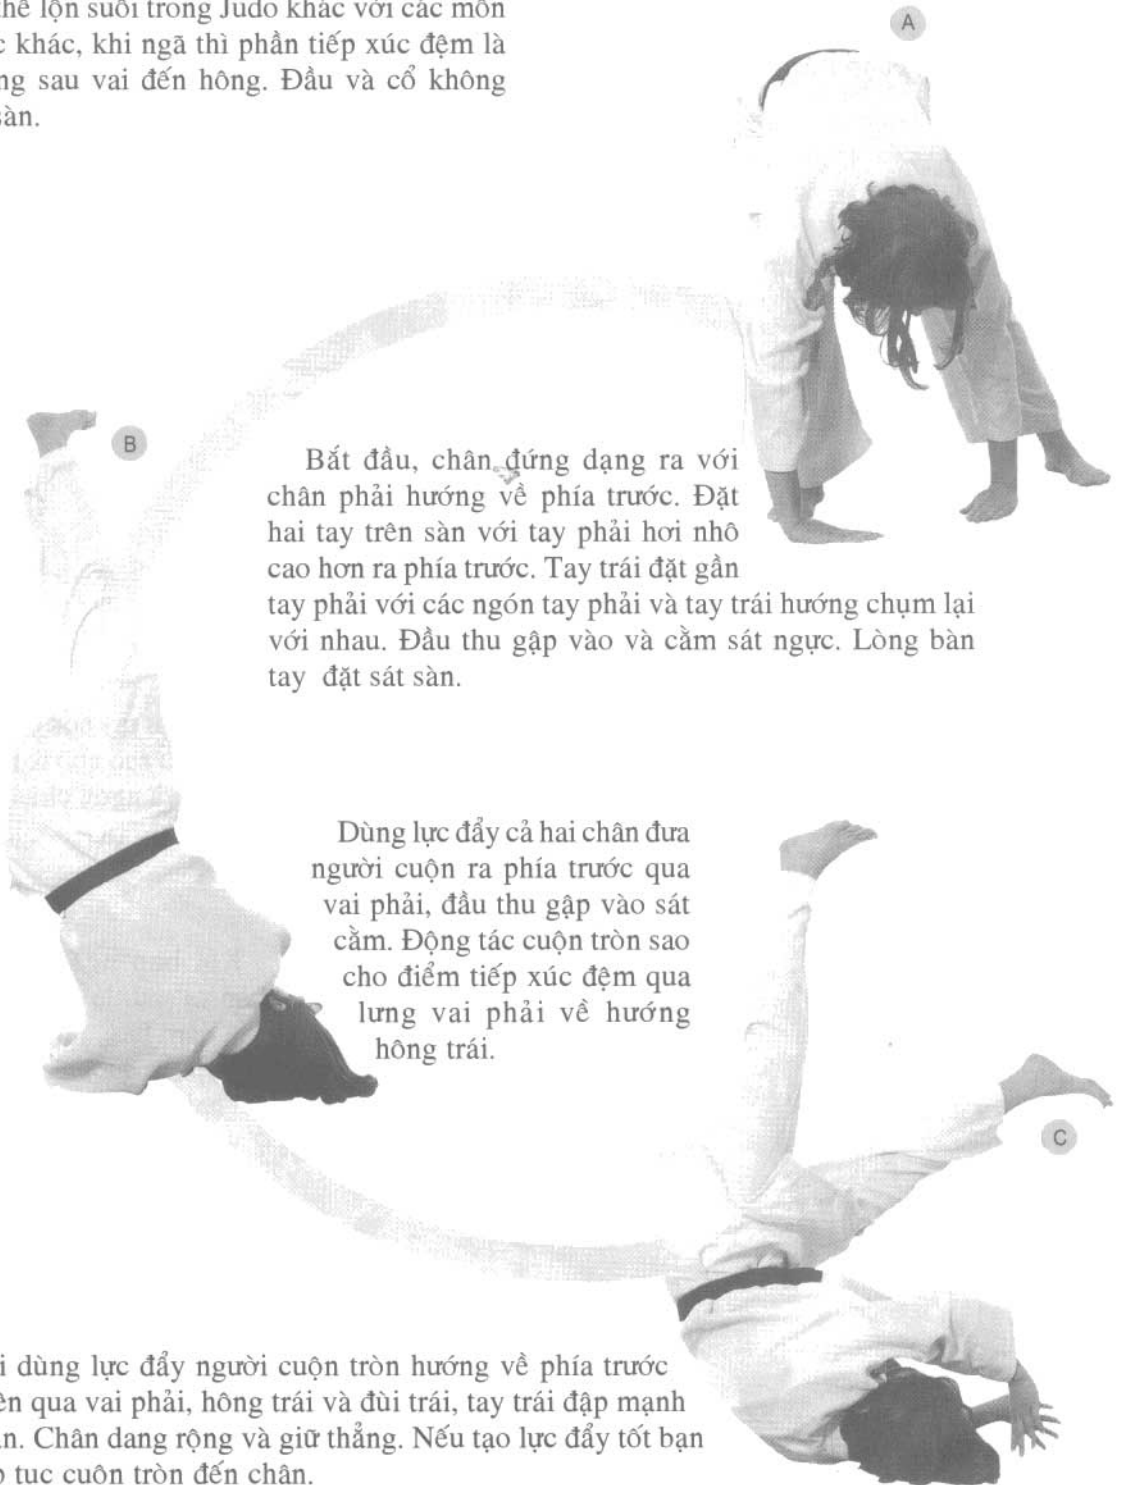 thế lộn suôi trong Judo khác với các môn
khác, khi ngã thì phần tiếp xúc đệm là
sau vai đến hông. Đầu và cổ không
sàn.
A
B
Bắt đầu, chân đứng dạng ra với
chân phải hướng về phía trước. Đặt
hai tay trên sàn với tay phải hơi nhô
cao hơn ra phía trước. Tay trái đặt gần
tay phải với các ngón tay phải và tay trái hướng chụm lại
với nhau. Đầu thu gập vào và cằm sát ngực. Lòng bàn
tay đặt sát sàn.
Dùng lực đẩy cả hai chân đưa
người cuộn ra phía trước qua
vai phải, đầu thu gập vào sát
cằm. Động tác cuộn tròn sao
cho điểm tiếp xúc đệm qua
lưng vai phải về hướng
hông trái.
C
dùng lực đẩy người cuộn tròn hướng về phía trước
qua vai phải, hông trái và đùi trái, tay trái đập mạnh
Chân dang rộng và giữ thẳng. Nếu tạo lực đẩy tốt bạn
tục cuộn tròn đến chân.